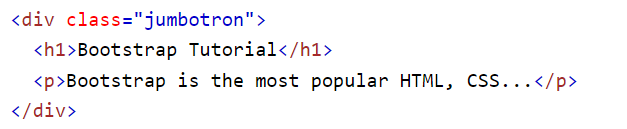 <div class="jumbotron">
  <h1>Bootstrap Tutorial</h1>
  <p>Bootstrap is the most popular HTML, CSS...</p>
</div>